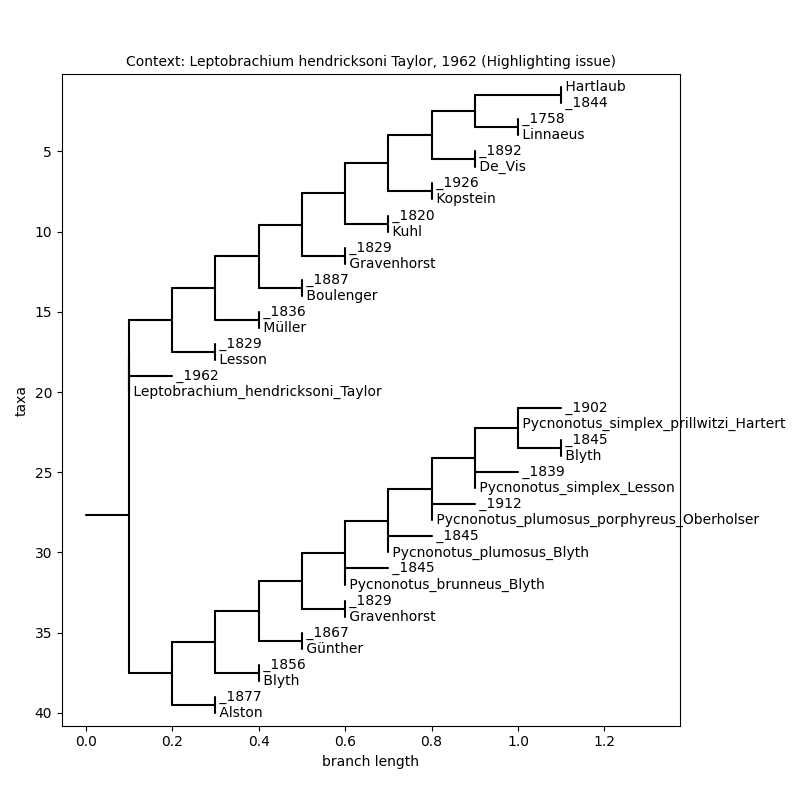 Context: Leptobrachium hendricksoni Taylor, 1962 (Highlighting issue)
Hartlaub
_1844
_1758
Linnaeus
5
_1892
De_Vis
_1926
Kopstein
_1820
Kuhl
10
_1829
Gravenhorst
_1887
Boulenger
15
_1836
Müller
_1829
Lesson
_1962
20
Leptobrachium_hendricksoni_Taylor
taxa
_1902
Pycnonotus_simplex_prillwitzi_Hartert
_1845
Blyth
25
_1839
Pycnonotus_simplex_Lesson
_1912
Pycnonotus_plumosus_porphyreus_Oberholser
_1845
30
Pycnonotus_plumosus_Blyth
_1845
Pycnonotus_brunneus_Blyth
_1829
Gravenhorst
35
_1867
Günther
_1856
Blyth
_1877
40
Alston
0.0 0.2 0.4 0.6 0.8 1.0 1.2
branch length